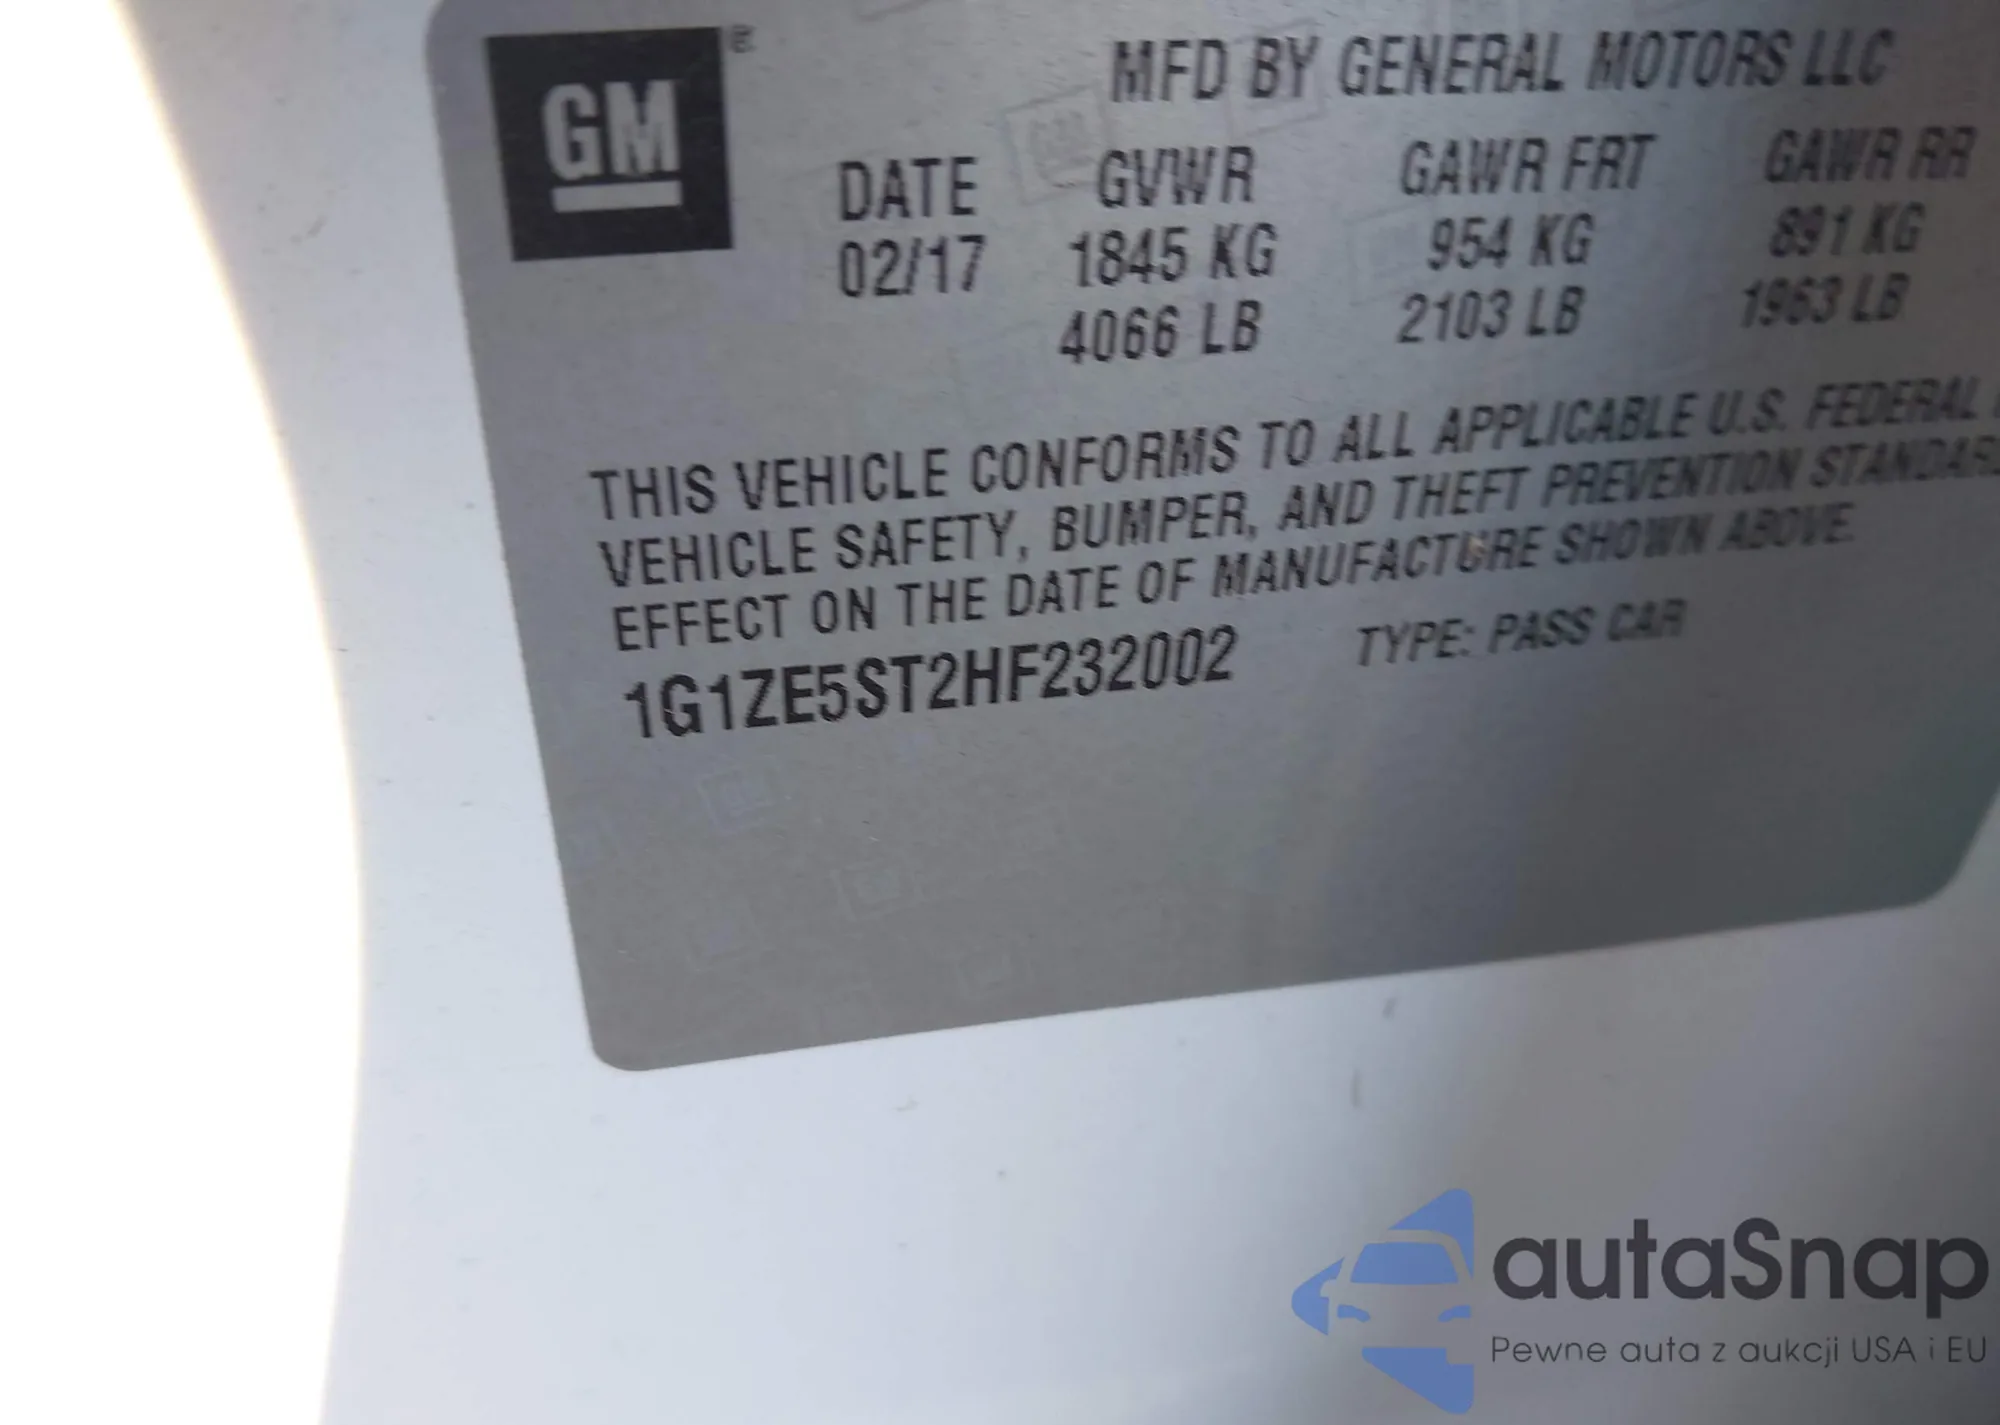 GM ®
MFD BY GENERAL MOTORS LLC
DATE GVWR GAWR FRT GAWR RR
02/17 1845 KG 954 KG 891 KG
4066 LB 2103 LB 1963 LB
THIS VEHICLE CONFORMS TO ALL APPLICABLE U.S. FEDERAL
VEHICLE SAFETY, BUMPER, AND THEFT PREVENTION STANDARD
EFFECT ON THE DATE OF MANUFACTURE SHOWN ABOVE.
1G1ZE5ST2HF232002 TYPE: PASS CAR
autaSnap
Pewne auta z aukcji USA i EU